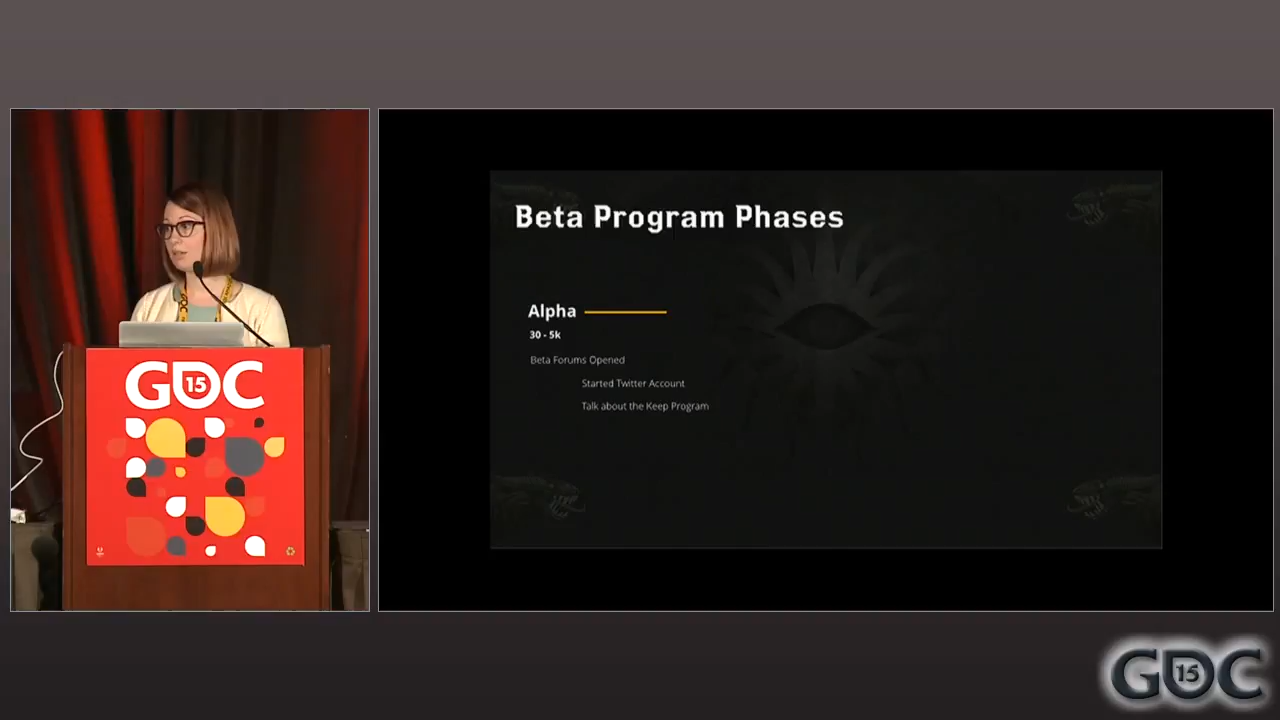 GDC
15
Beta Program Phases
Alpha
30 - 5k
Beta Forums Opened
Started Twitter Account
Talk about the Keep Program
GDC
15